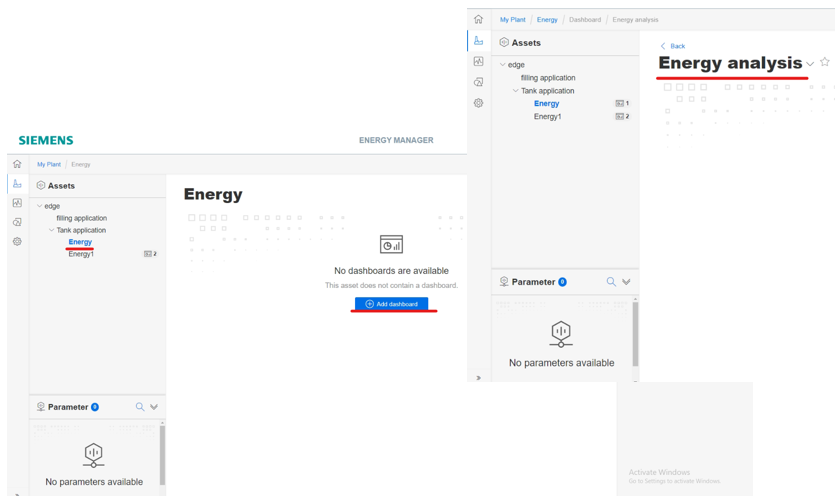 SIEMENS
ENERGY MANAGER
My Plant / Energy
Assets
edge
filling application
Tank application
Energy
Energy1
2
Parameter 0
No parameters available
Energy
No dashboards are available
This asset does not contain a dashboard.
Add dashboard
My Plant / Energy / Dashboard / Energy analysis
Assets
edge
filling application
Tank application
Energy
1
Energy1
2
Parameter 0
No parameters available
Back
Energy analysis
Activate Windows
Go to Settings to activate Windows.